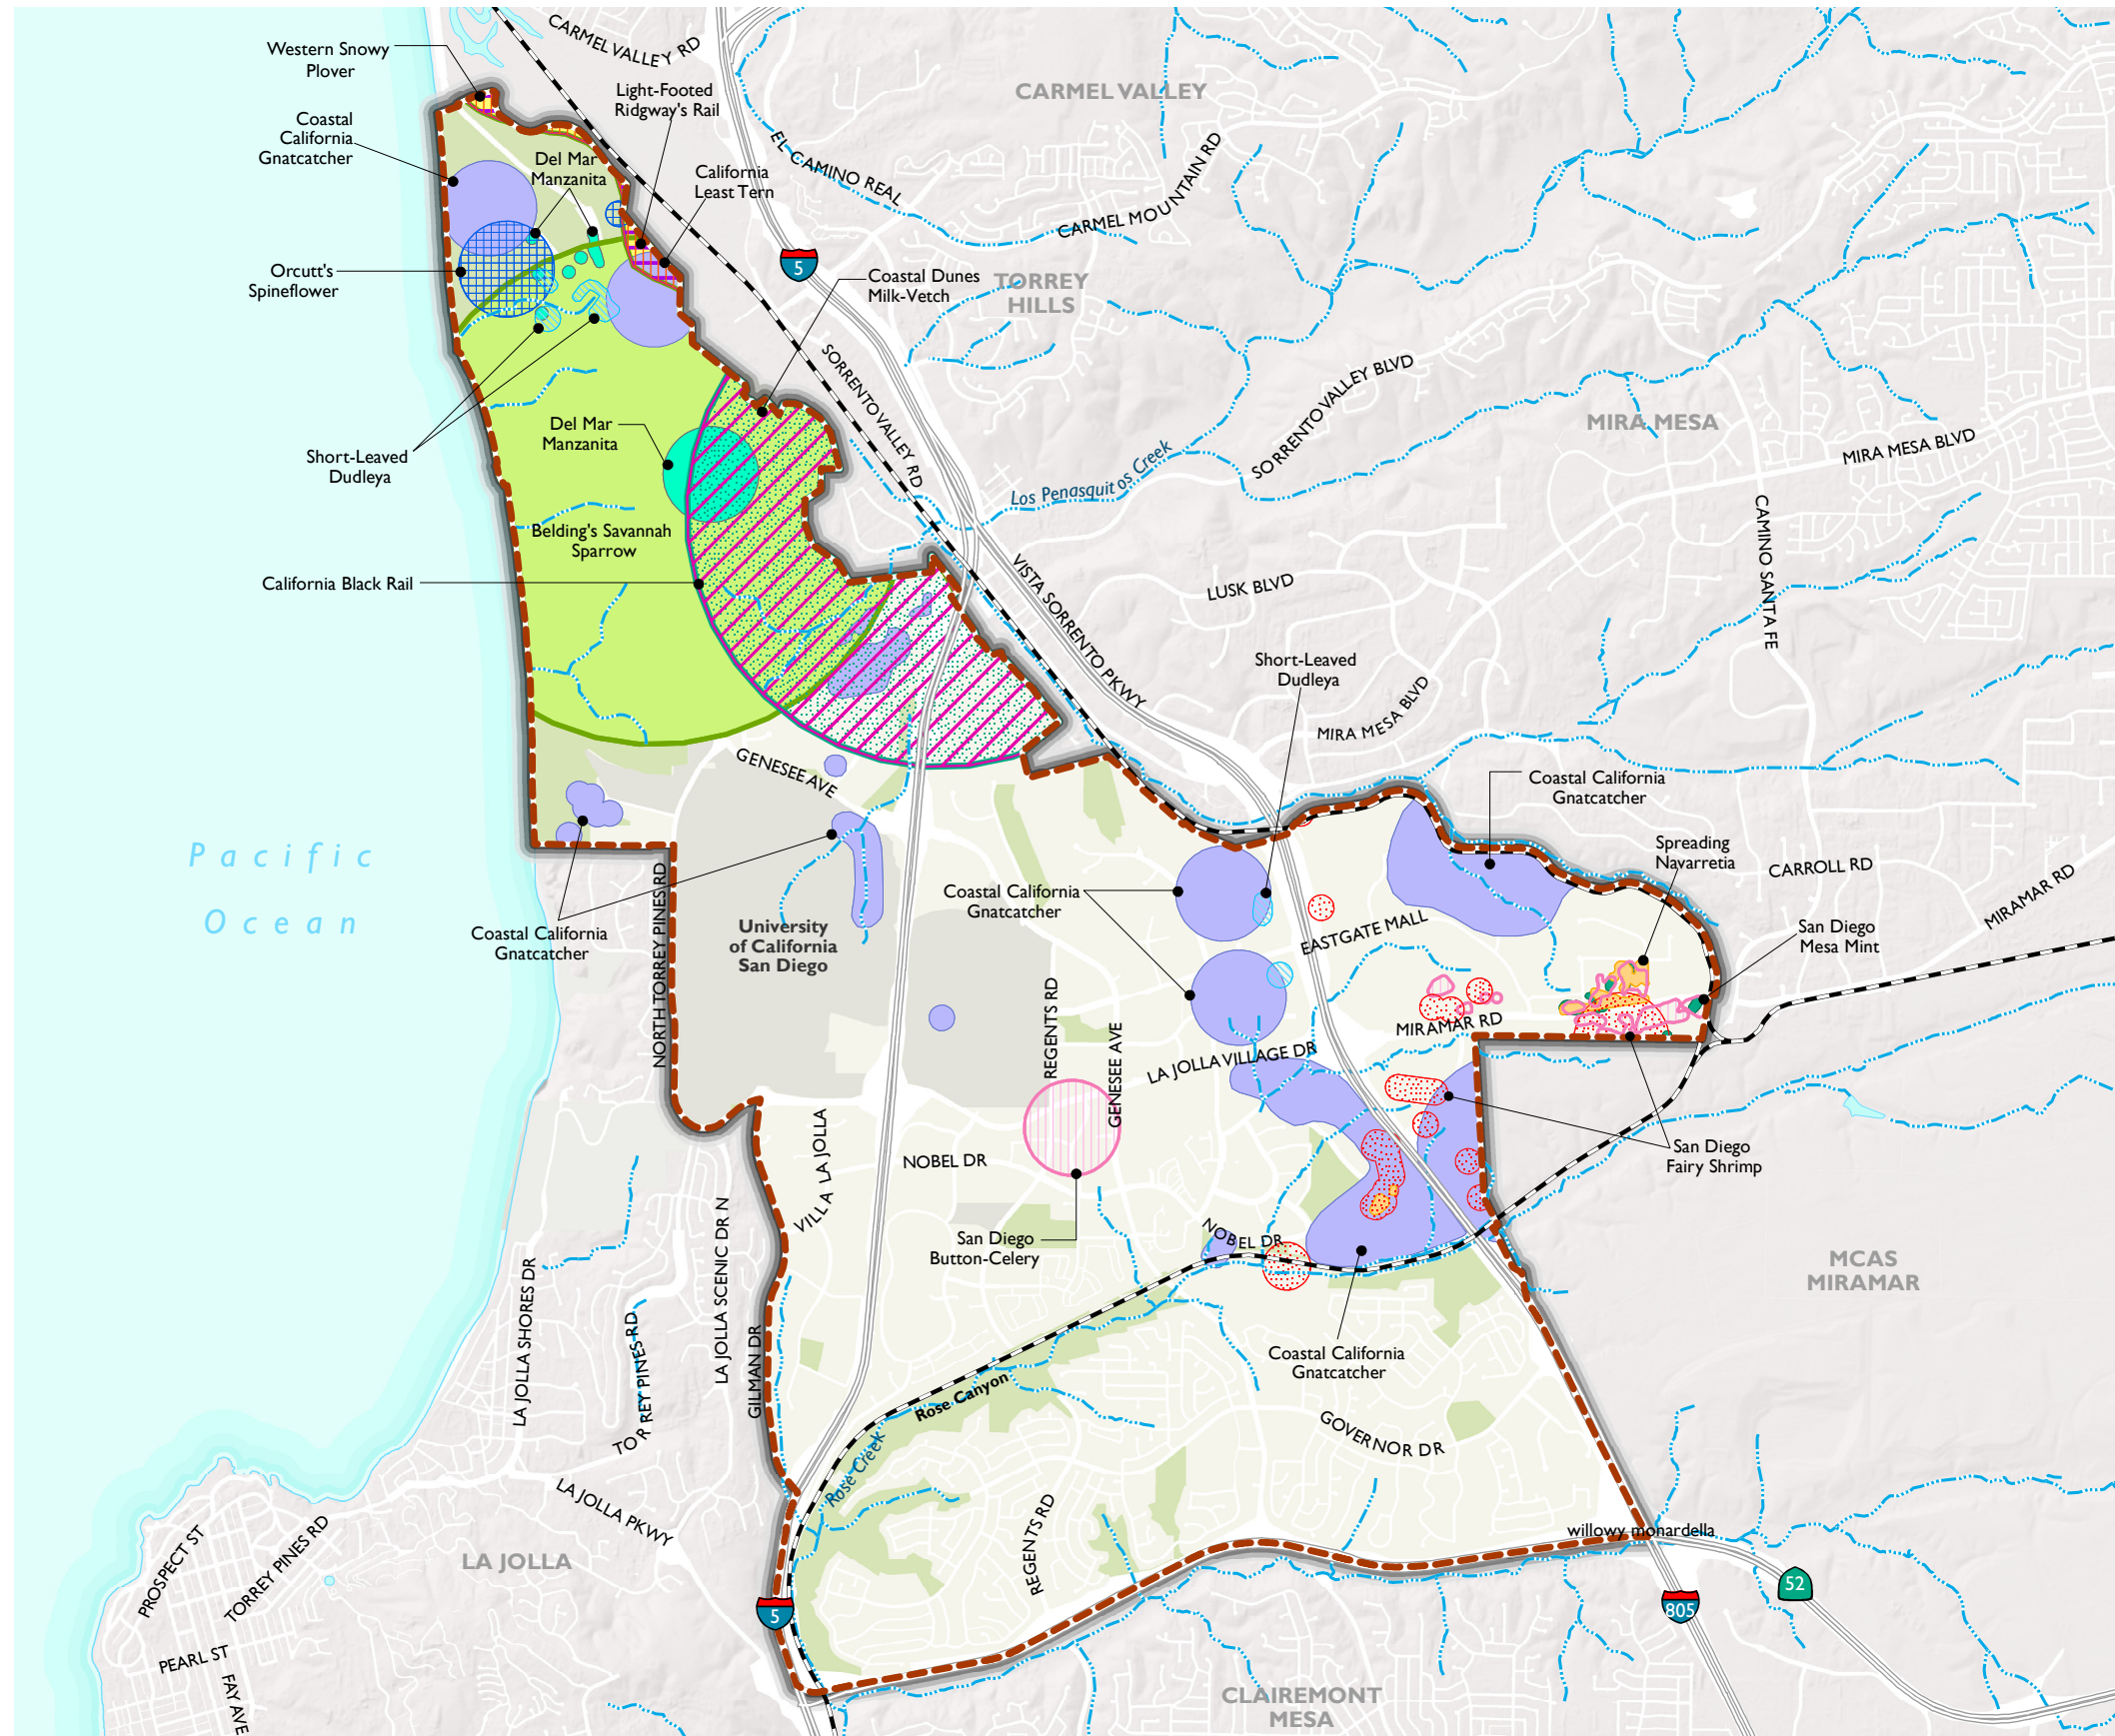 Western Snowy
Plover
CARMEL VALLEY RD
Light-Footed
Ridgway's Rail
CARMEL VALLEY
Coastal
California
Gnatcatcher
Del Mar
Manzanita
California
Least Tern
EL CAMINO REAL
CARMEL MOUNTAIN RD
Orcutt's
Spineflower
5
Coastal Dunes
Milk-Vetch
TORREY
HILLS
SORRENTO VALLEY RD
SORRENTO VALLEY BLVD
MIRA MESA
MIRA MESA BLVD
Short-Leaved
Dudleya
Del Mar
Manzanita
Los Penasquitos Creek
CAMINO SANTA FE
Belding's Savannah
Sparrow
California Black Rail
VISTA SORRENTO PKWY
LUSK BLVD
Short-Leaved
Dudleya
MIRA MESA BLVD
GENESEE AVE
Coastal California
Gnatcatcher
Spreading
Navarretia
CARROLL RD
MIRAMAR RD
Pacific
Ocean
NORTH TORREY PINES RD
Coastal California
Gnatcatcher
University
of California
San Diego
Coastal California
Gnatcatcher
EASTGATE MALL
San Diego
Mesa Mint
REGENTS RD
GENESEE AVE
MIRAMAR RD
LA JOLLA VILLAGE DR
VILLA LA JOLLA
NOBEL DR
San Diego
Fairy Shrimp
San Diego
Button-Celery
NOBEL DR
MCAS
MIRAMAR
LA JOLLA SHORES DR
TORREY PINES RD
LA JOLLA SCENIC DR N
GILMAN DR
Coastal California
Gnatcatcher
Rose Canyon
Rose Creek
GOVERNOR DR
REGENTS RD
LA JOLLA PKWY
willowy monardella
PROSPECT ST
TORREY PINES RD
LA JOLLA
5
805
52
PEARL ST
FAY AVE
CLAIREMONT
MESA